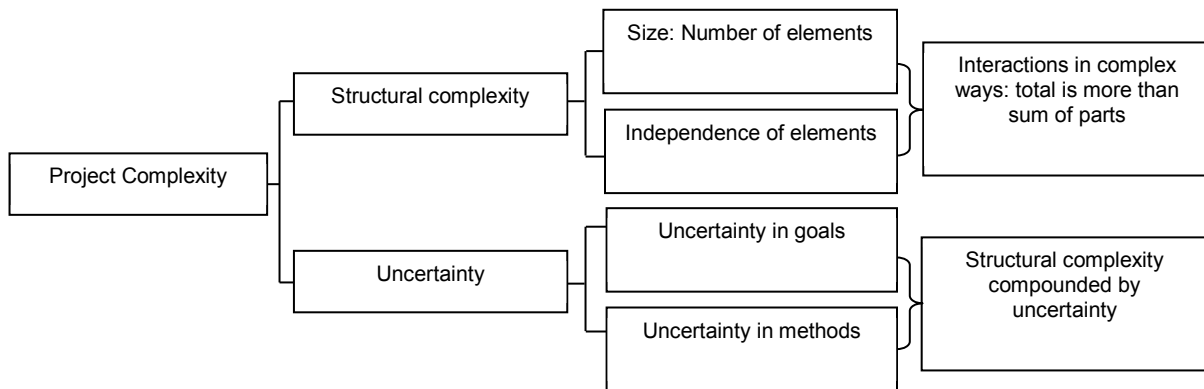 Project Complexity
Structural complexity
Uncertainty
Size: Number of elements
Independence of elements
Uncertainty in goals
Uncertainty in methods
Interactions in complex
ways: total is more than
sum of parts
Structural complexity
compounded by
uncertainty